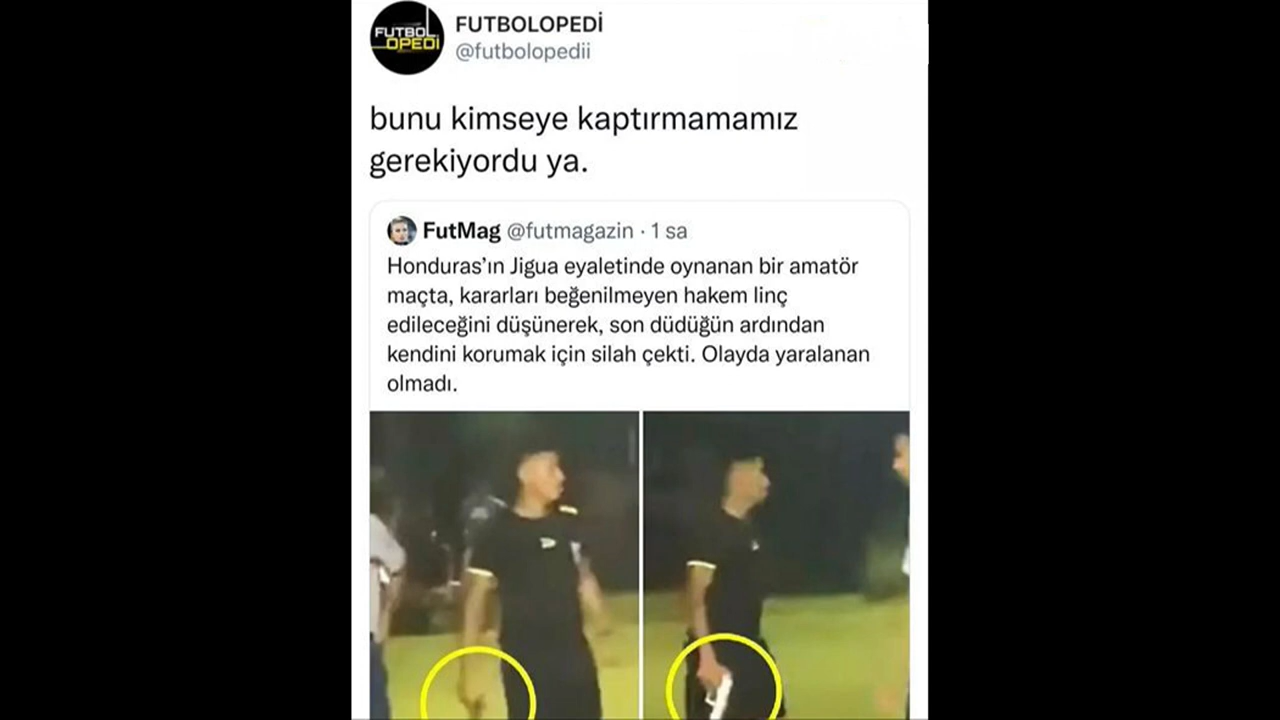 FUTBOL
OPEDI
FUTBOLOPEDİ
@futbolopedii
bunu kimseye kaptırmamamız
gerekiyordu ya.
FutMag @futmagazin · 1 sa
Honduras’ın Jigua eyaletinde oynanan bir amatör
maçta, kararları beğenilmeyen hakem linç
edileceğini düşünerek, son düdüğün ardından
kendini korumak için silah çekti. Olayda yaralanan
olmadı.